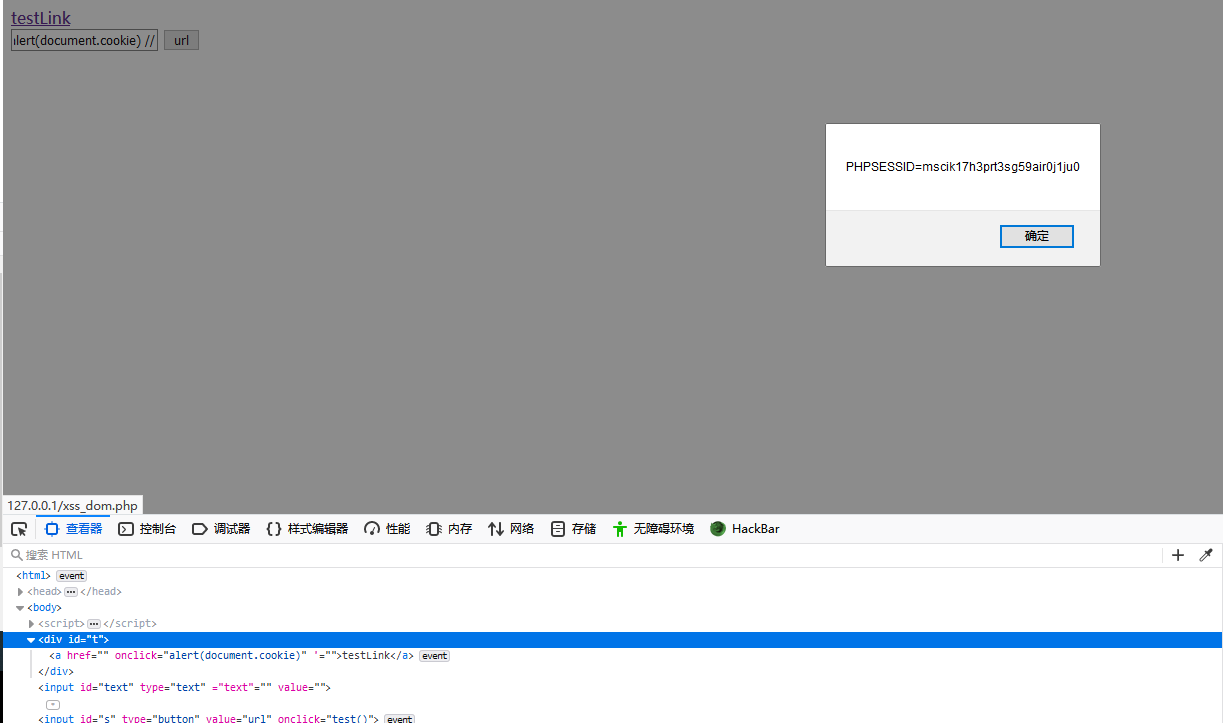 testLink
alert(document.cookie) // url
PHPSESSID=mscik17h3prt3sg59air0j1ju0
确定
127.0.0.1/xss_dom.php
查看器 控制台 调试器 {} 样式编辑器 性能 内存 网络 存储 无障碍环境 HackBar
搜索 HTML
<html> event
<head> ••• </head>
<body>
<script> ••• </script>
<div id="t">
<a href="" onclick="alert(document.cookie)" '="">testLink</a> event
</div>
<input id="text" type="text" ="text"="" value="">
<input id="s" type="button" value="url" onclick="test()"> event